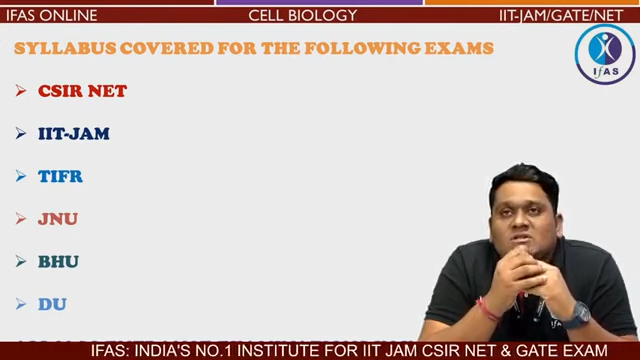 IFAS ONLINE CELL BIOLOGY IIT-JAM/GATE/NET
SYLLABUS COVERED FOR THE FOLLOWING EXAMS
IFAS
➢ CSIR NET
➢ IIT-JAM
➢ TIFR
➢ JNU
➢ BHU
➢ DU
IFAS: INDIA'S NO.1 INSTITUTE FOR IIT JAM CSIR NET & GATE EXAM